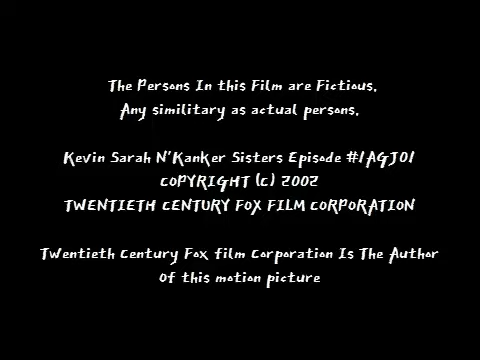 The Persons In this Film are Fictious.
Any similitary as actual persons.
Kevin Sarah N'Kanker Sisters Episode #1AGJ01
COPYRIGHT (C) 2002
TWENTIETH CENTURY FOX FILM CORPORATION
Twentieth Century Fox film Corporation Is The Author
Of this motion picture